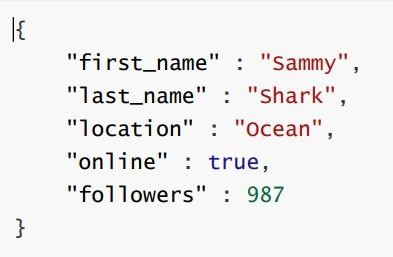 {
"first_name" : "Sammy",
"last_name" : "Shark",
"location" : "Ocean",
"online" : true,
"followers" : 987
}